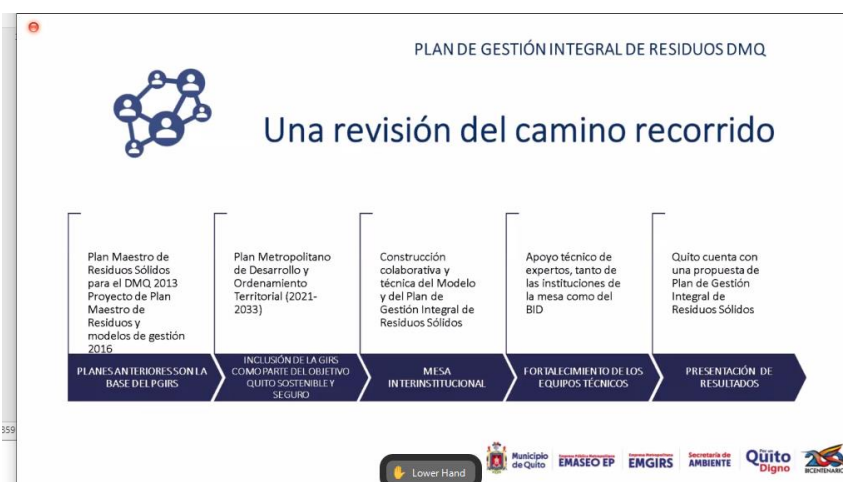 PLAN DE GESTIÓN INTEGRAL DE RESIDUOS DMQ
Una revisión del camino recorrido
Plan Maestro de
Residuos Sólidos
para el DMQ 2013
Proyecto de Plan
Maestro de
Residuos y
modelos de gestión
2016
PLANES ANTERIORES SON LA
BASE DEL PGIRS
Plan Metropolitano
de Desarrollo y
Ordenamiento
Territorial (2021-
2033)
INCLUSIÓN DE LA GIRS
COMO PARTE DEL OBJETIVO
QUITO SOSTENIBLE Y
SEGURO
Construcción
colaborativa y
técnica del Modelo
y del Plan de
Gestión Integral de
Residuos Sólidos
MESA
INTERINSTITUCIONAL
Apoyo técnico de
expertos, tanto de
las instituciones de
la mesa como del
BID
FORTALECIMIENTO DE LOS
EQUIPOS TÉCNICOS
Quito cuenta con
una propuesta de
Plan de Gestión
Integral de
Residuos Sólidos
PRESENTACIÓN DE
RESULTADOS
359
Lower Hand
Municipio
de Quito
EMASEO EP
EMGIRS
Secretaría de
AMBIENTE
Quito
Digno
BICENTENARIO